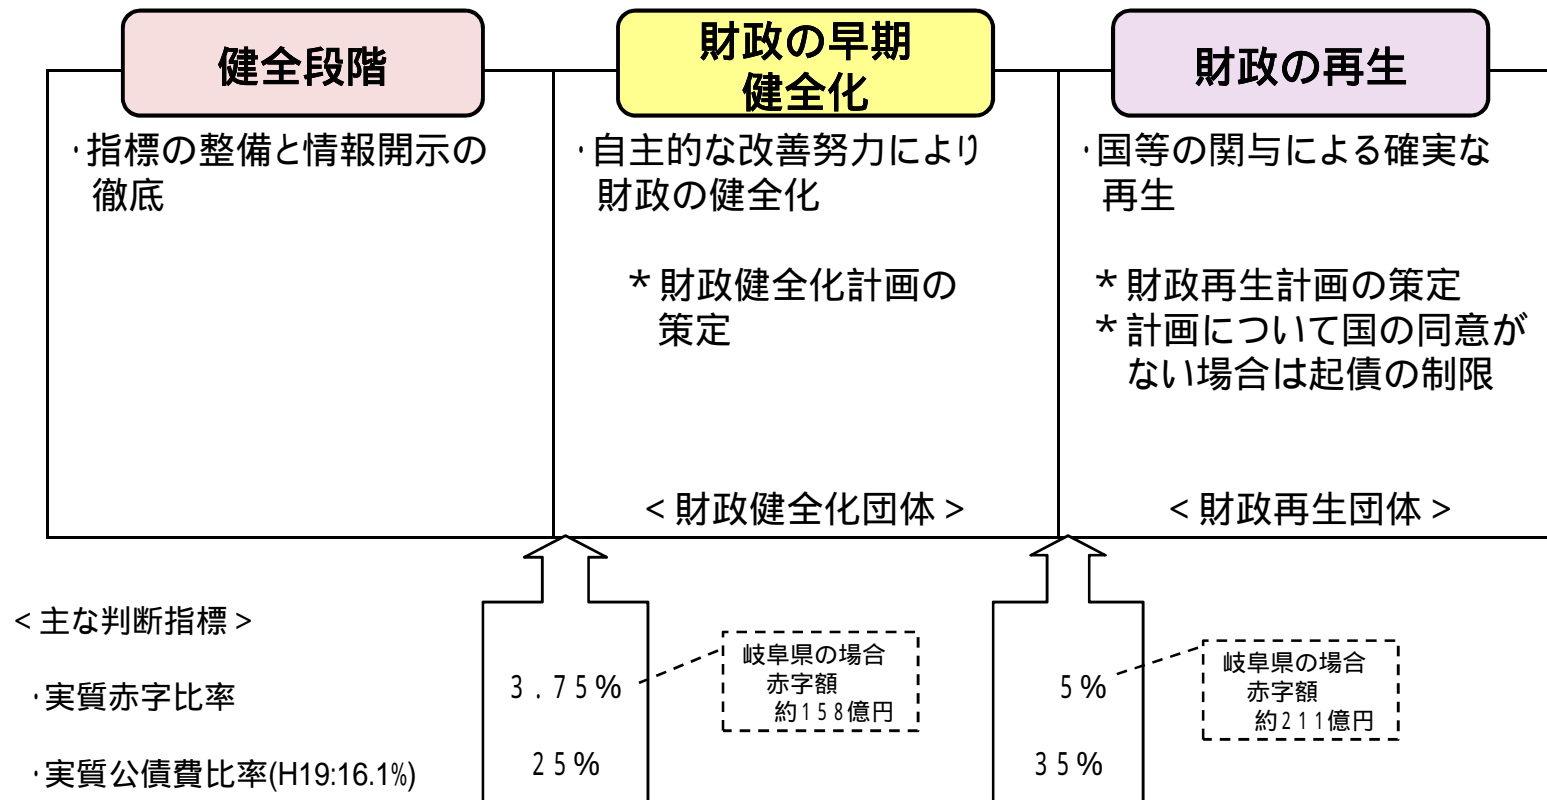 健全段階
・指標の整備と情報開示の
徹底
財政の早期
健全化
・自主的な改善努力により
財政の健全化
*財政健全化計画の
策定
<財政健全化団体>
財政の再生
・国等の関与による確実な
再生
*財政再生計画の策定
*計画について国の同意が
ない場合は起債の制限
<財政再生団体>
<主な判断指標>
・実質赤字比率
3.75%
岐阜県の場合
赤字額
約158億円
5%
岐阜県の場合
赤字額
約211億円
・実質公債費比率(H19:16.1%)
25%
35%